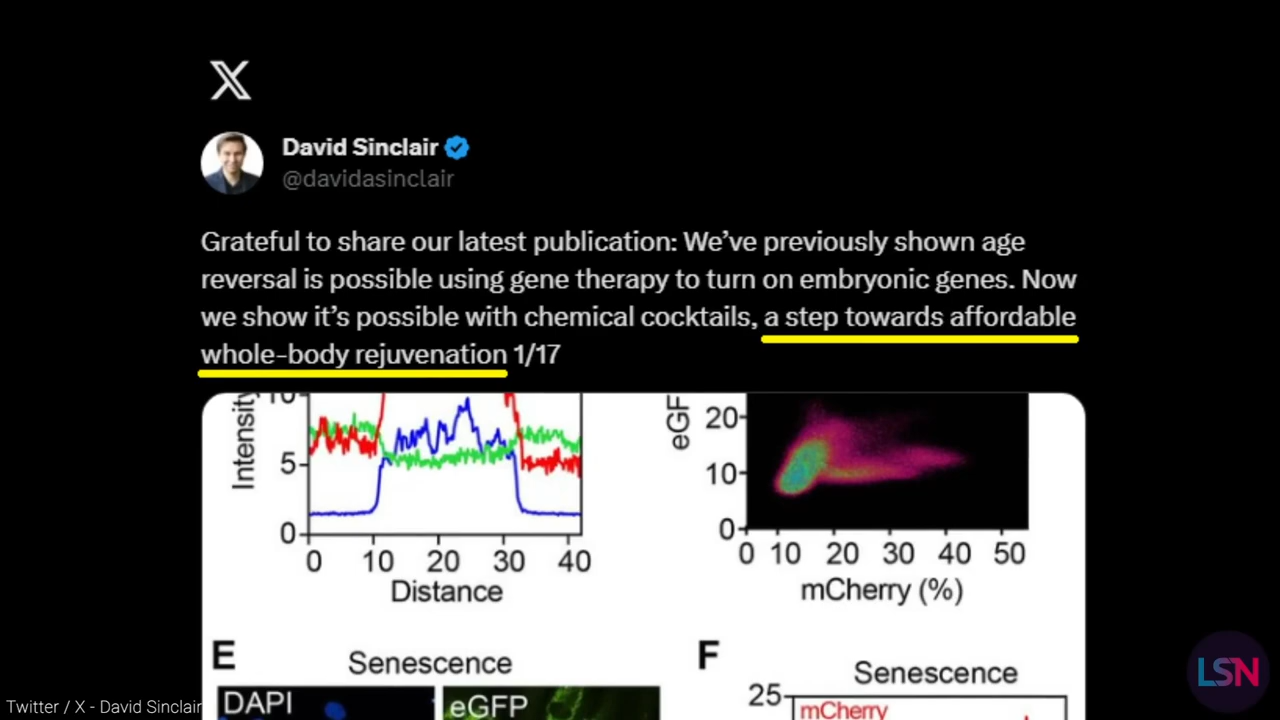 X
David Sinclair
@davidasinclair
Grateful to share our latest publication: We’ve previously shown age
reversal is possible using gene therapy to turn on embryonic genes. Now
we show it’s possible with chemical cocktails, a step towards affordable
whole-body rejuvenation 1/17
Intensity
10
5
0
0 10 20 30 40
Distance
eGF
20
10
0
0 10 20 30 40 50
mCherry (%)
E
Senescence
DAPI
eGFP
F
Senescence
25
mCherry
Twitter / X - David Sinclair
LSN